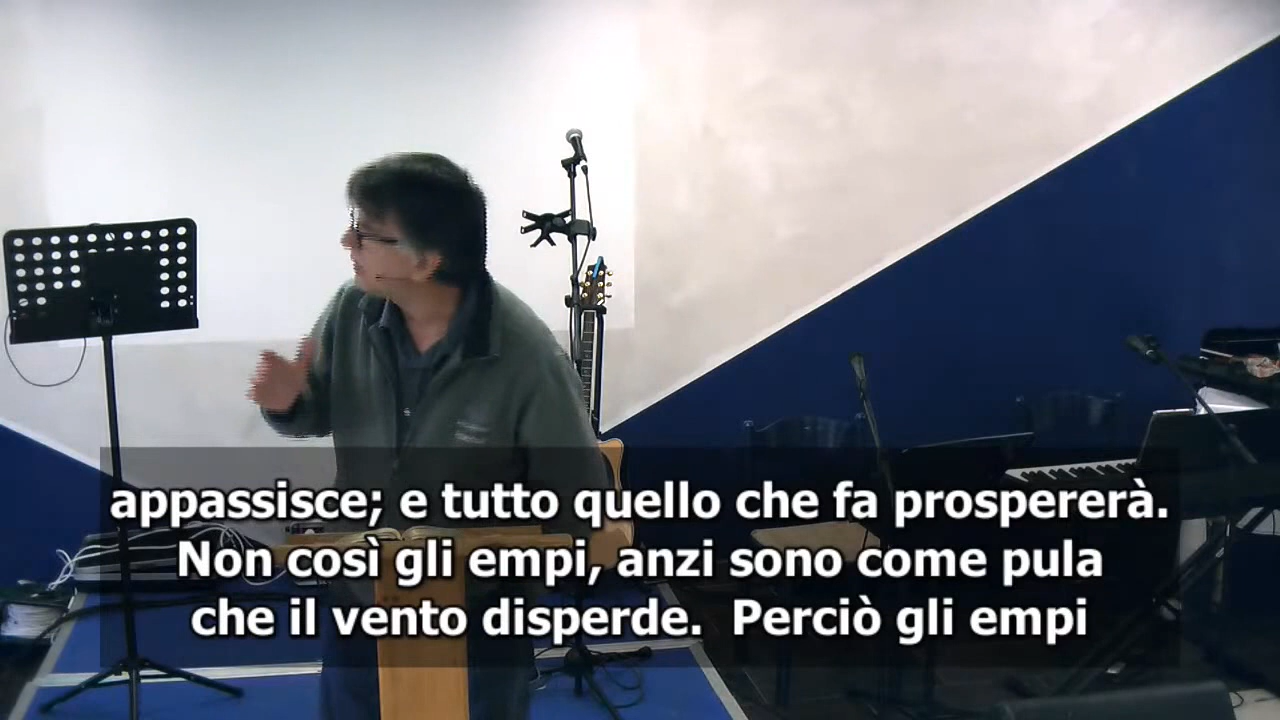 appassisce; e tutto quello che fa prospererà.
Non così gli empi, anzi sono come pula
che il vento disperde. Perciò gli empi